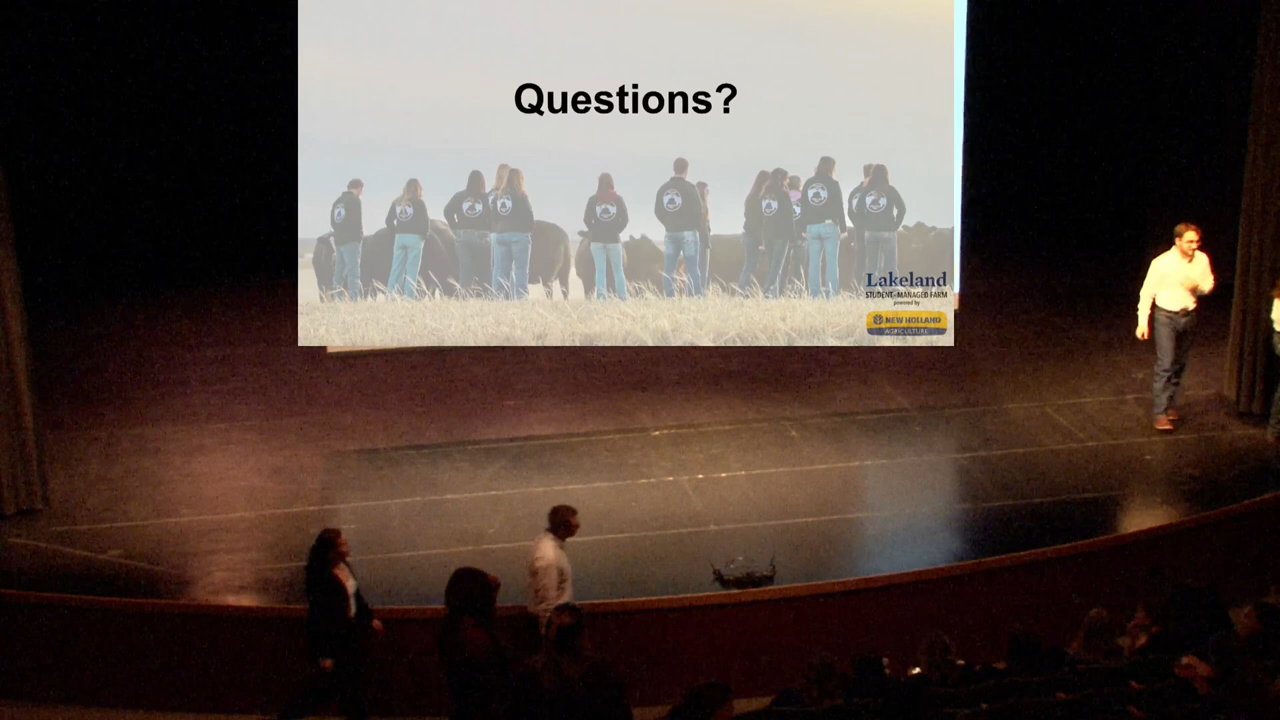 Questions?
Lakeland
STUDENT-MANAGED FARM
powered by
NEW HOLLAND
AGRICULTURE